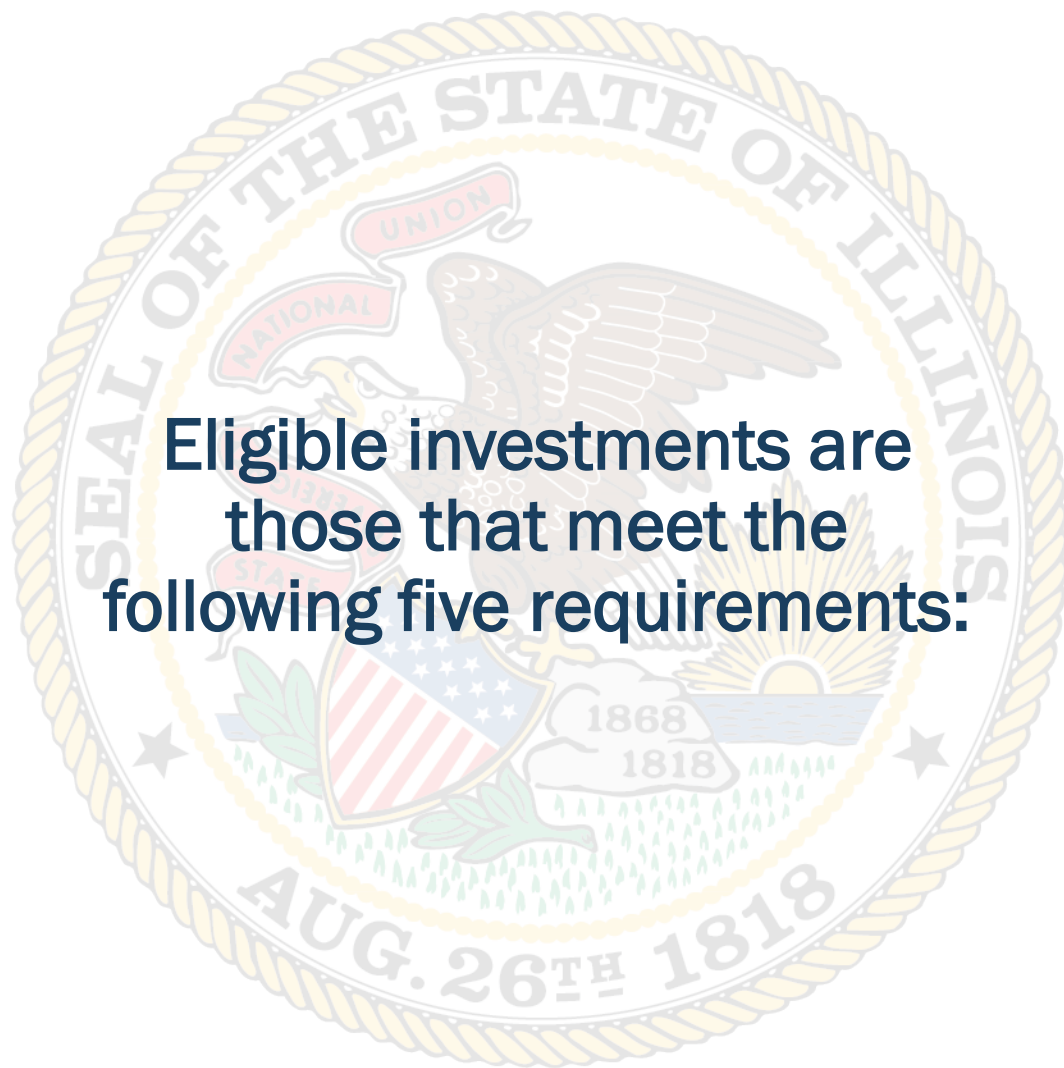 SEAL OF THE STATE OF ILLINOIS
UNION
NATIONAL
Eligible investments are
those that meet the
following five requirements:
1868
1818
AUG. 26TH 1818